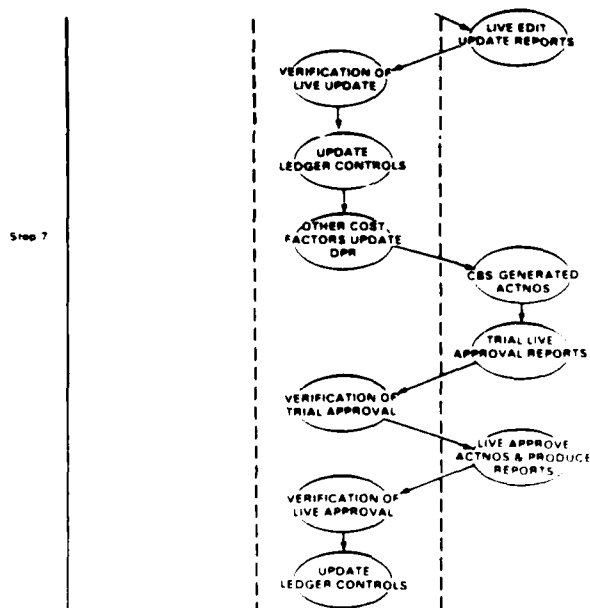 LIVE EDIT
UPDATE REPORTS
VERIFICATION OF
LIVE UPDATE
UPDATE
LEDGER CONTROLS
Step 7
OTHER COST
FACTORS UPDATE
DPR
CBS GENERATED
ACTNOS
TRIAL LIVE
APPROVAL REPORTS
VERIFICATION OF
TRIAL APPROVAL
LIVE APPROVE
ACTNOS & PRODUCE
REPORTS
VERIFICATION OF
LIVE APPROVAL
UPDATE
LEDGER CONTROLS